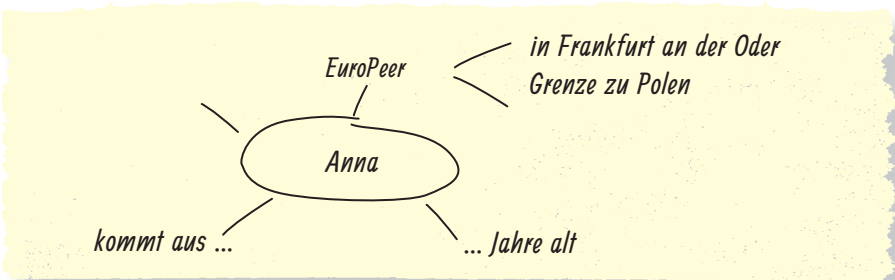 in Frankfurt an der Oder
EuroPeer
Grenze zu Polen
Anna
kommt aus ...
... Jahre alt